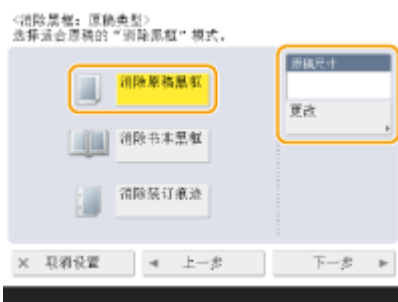 <消除黑框：原稿类型>
选择适合原稿的“消除黑框”模式。
消除原稿黑框
原稿尺寸
更改
消除书本黑框
消除装订痕迹
× 取消设置
◀ 上一步
下一步 ▶